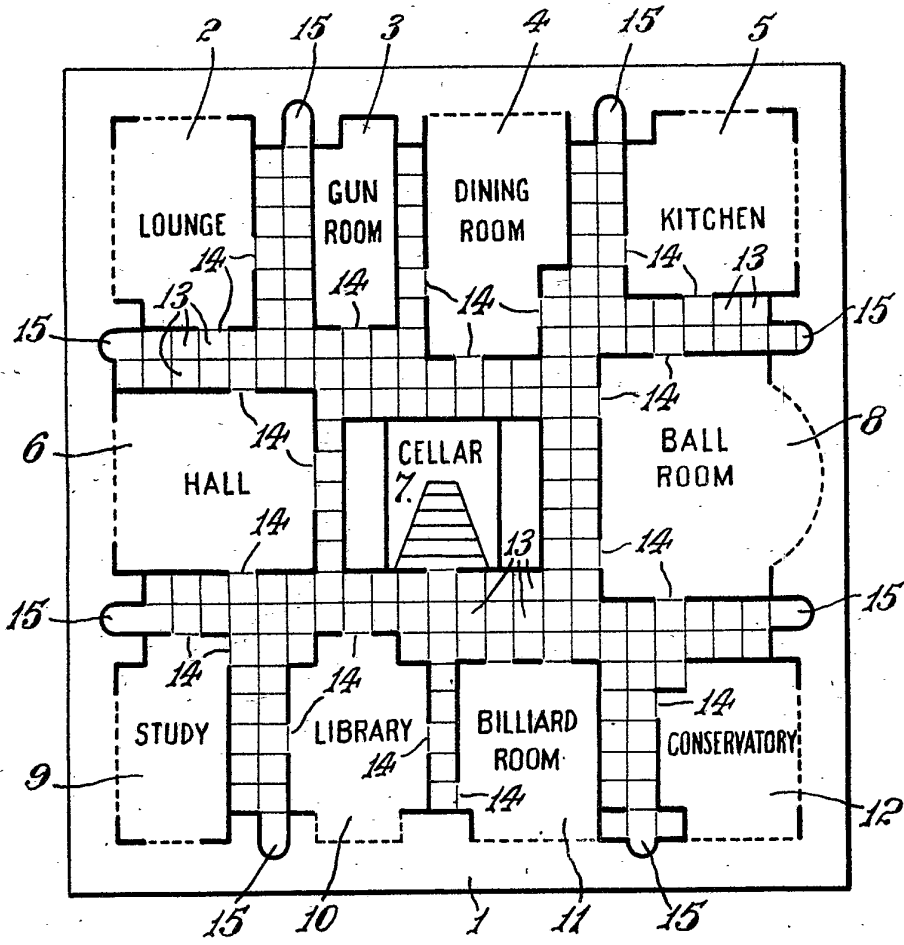 2 15 3 4 15 5
LOUNGE
GUN
ROOM
DINING
ROOM
KITCHEN
14 14 14 13
13 14 14
15 14 15
14 14
6 14 8
HALL
CELLAR
7.
BALL
ROOM
14 13 14
15 14 15
14 14 14
STUDY
LIBRARY
BILLIARD
ROOM
CONSERVATORY
14 14
9 12
15 10 1 11 15